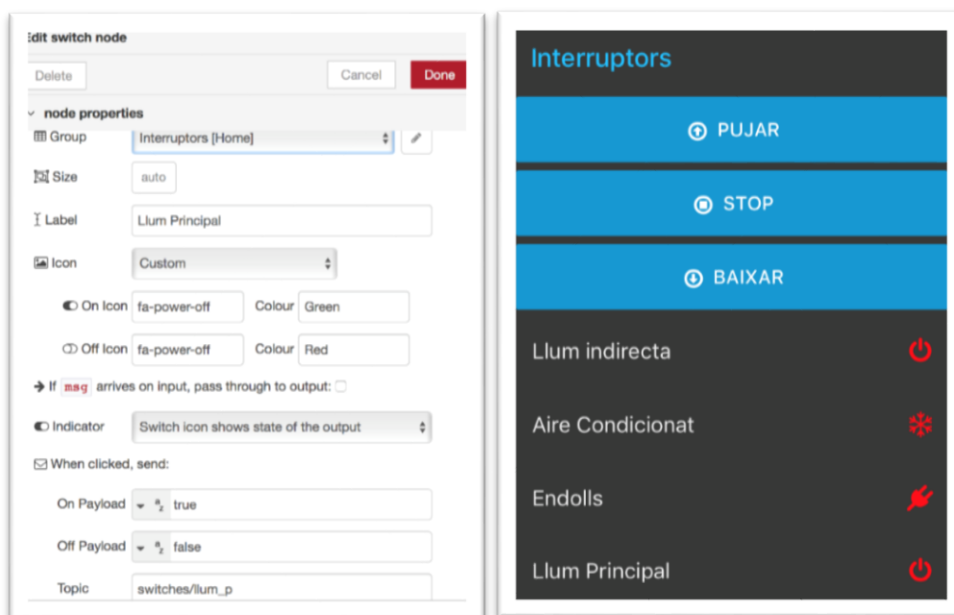 Edit switch node
Delete
Cancel
Done
node properties
Group
Interruptors [Home]
Size
auto
Label
Llum Principal
Icon
Custom
On Icon
fa-power-off
Colour
Green
Off Icon
fa-power-off
Colour
Red
If msg arrives on input, pass through to output:
Indicator
Switch icon shows state of the output
When clicked, send:
On Payload
true
Off Payload
false
Topic
switches/llum_p
Interruptors
PUJAR
STOP
BAIXAR
Llum indirecta
Aire Condicionat
Endolls
Llum Principal